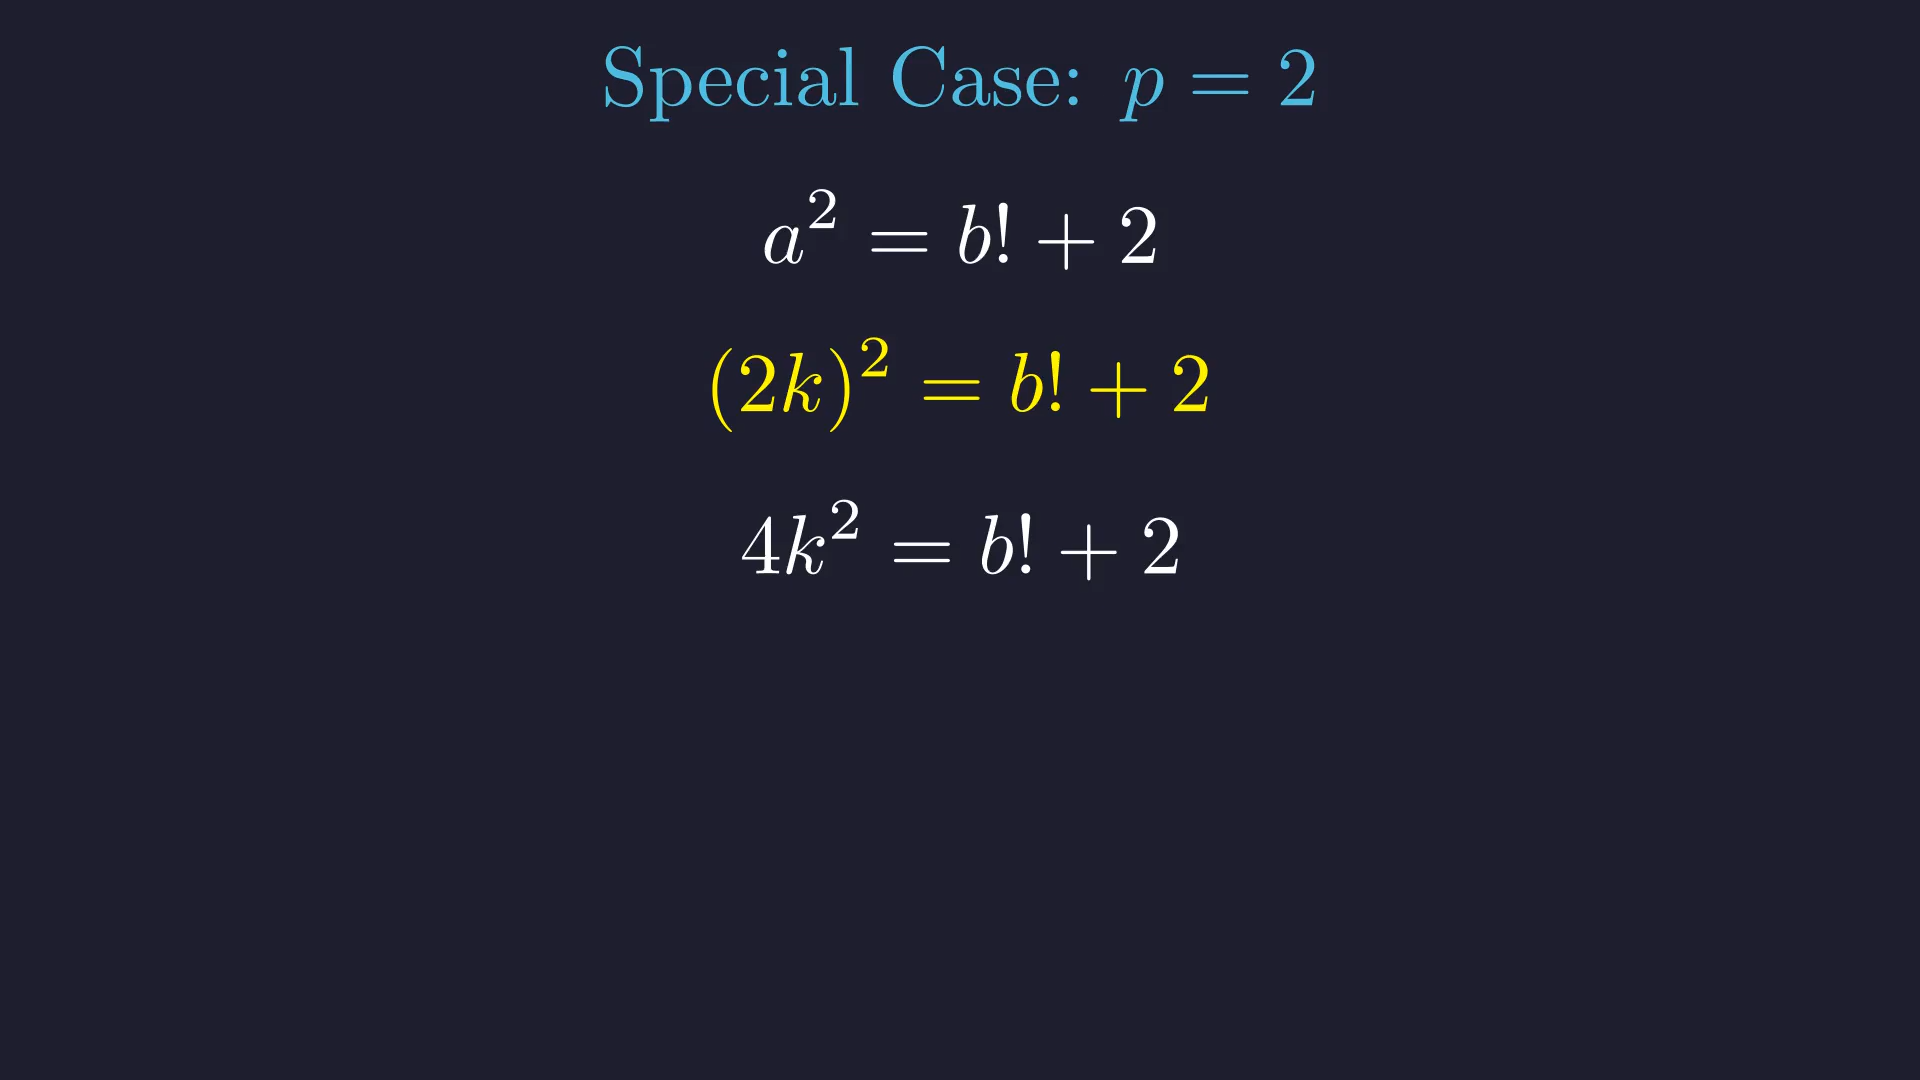 Special Case: p = 2
a² = b! + 2
(2k)² = b! + 2
4k² = b! + 2